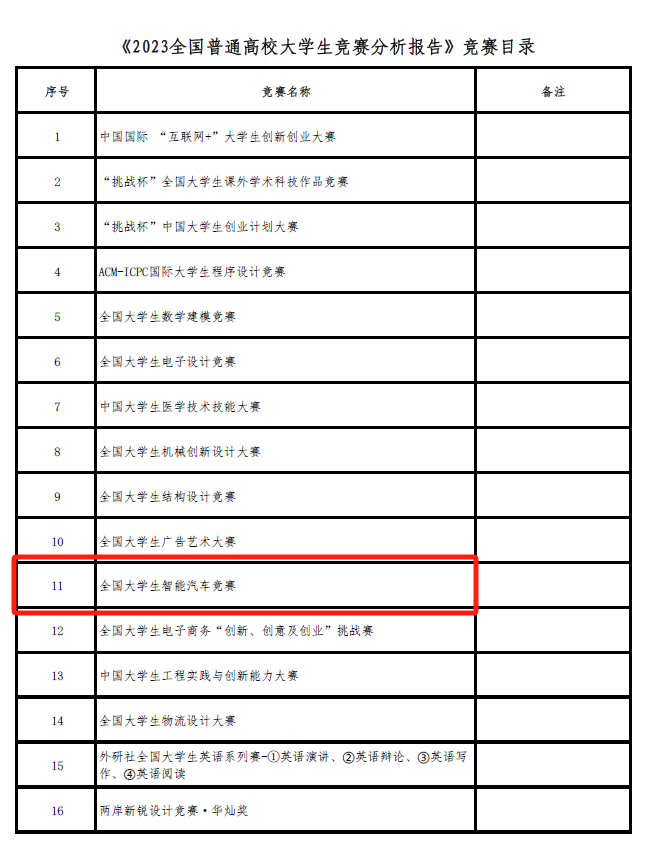 《2023全国普通高校大学生竞赛分析报告》竞赛目录
序号 竞赛名称 备注
1 中国国际 “互联网+”大学生创新创业大赛
2 “挑战杯”全国大学生课外学术科技作品竞赛
3 “挑战杯”中国大学生创业计划大赛
4 ACM-ICPC国际大学生程序设计竞赛
5 全国大学生数学建模竞赛
6 全国大学生电子设计竞赛
7 中国大学生医学技术技能大赛
8 全国大学生机械创新设计大赛
9 全国大学生结构设计竞赛
10 全国大学生广告艺术大赛
11 全国大学生智能汽车竞赛
12 全国大学生电子商务“创新、创意及创业”挑战赛
13 中国大学生工程实践与创新能力大赛
14 全国大学生物流设计大赛
15 外研社全国大学生英语系列赛-①英语演讲、②英语辩论、③英语写
作、④英语阅读
16 两岸新锐设计竞赛·华灿奖